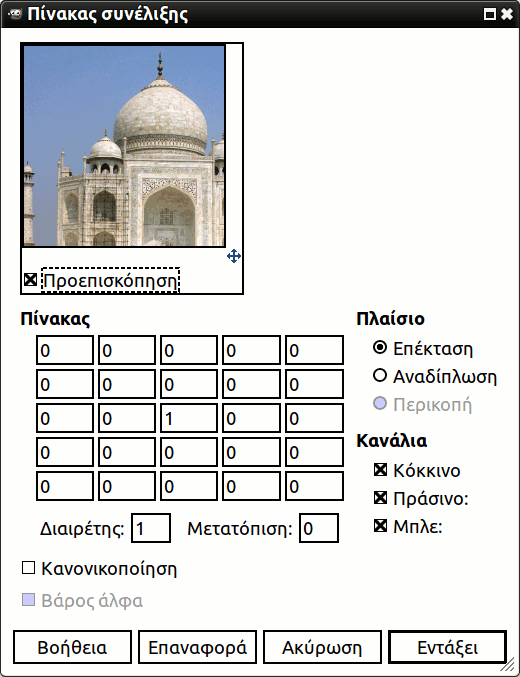 Πίνακας συνέλιξης
Προεπισκόπηση
Πίνακας
0 0 0 0 0
0 0 0 0 0
0 0 1 0 0
0 0 0 0 0
0 0 0 0 0
Διαιρέτης: 1 Μετατόπιση: 0
Κανονικοποίηση
Βάρος άλφα
Πλαίσιο
Επέκταση
Αναδίπλωση
Περικοπή
Κανάλια
Κόκκινο
Πράσινο:
Μπλε:
Βοήθεια Επαναφορά Ακύρωση Εντάξει